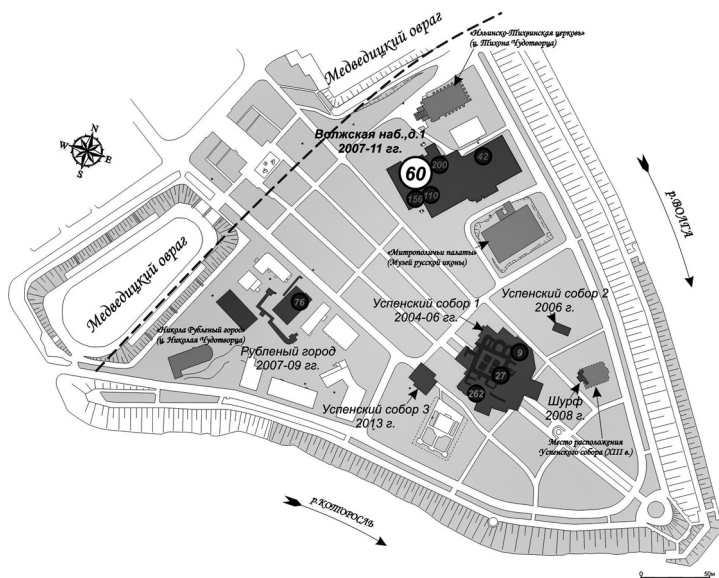 «Ильинско-Тихвинская церковь»
(ц. Тихона Чудотворца)
Медведицкий овраг
Волжская наб.,д.1
2007-11 гг.
N
W
E
S
60
200
42
156
110
р.ВОЛГА
Медведицкий овраг
«Митрополичьи палаты»
(Музей русской иконы)
76
Успенский собор 1
2004-06 гг.
Успенский собор 2
2006 г.
«Никола Рубленый город»
(ц. Николая Чудотворца)
Рубленый город
2007-09 гг.
9
27
262
Успенский собор 3
2013 г.
Шурф
2008 г.
Место расположения
Успенского собора (XIII в.)
р.КОТОРОСЛЬ
0
50м